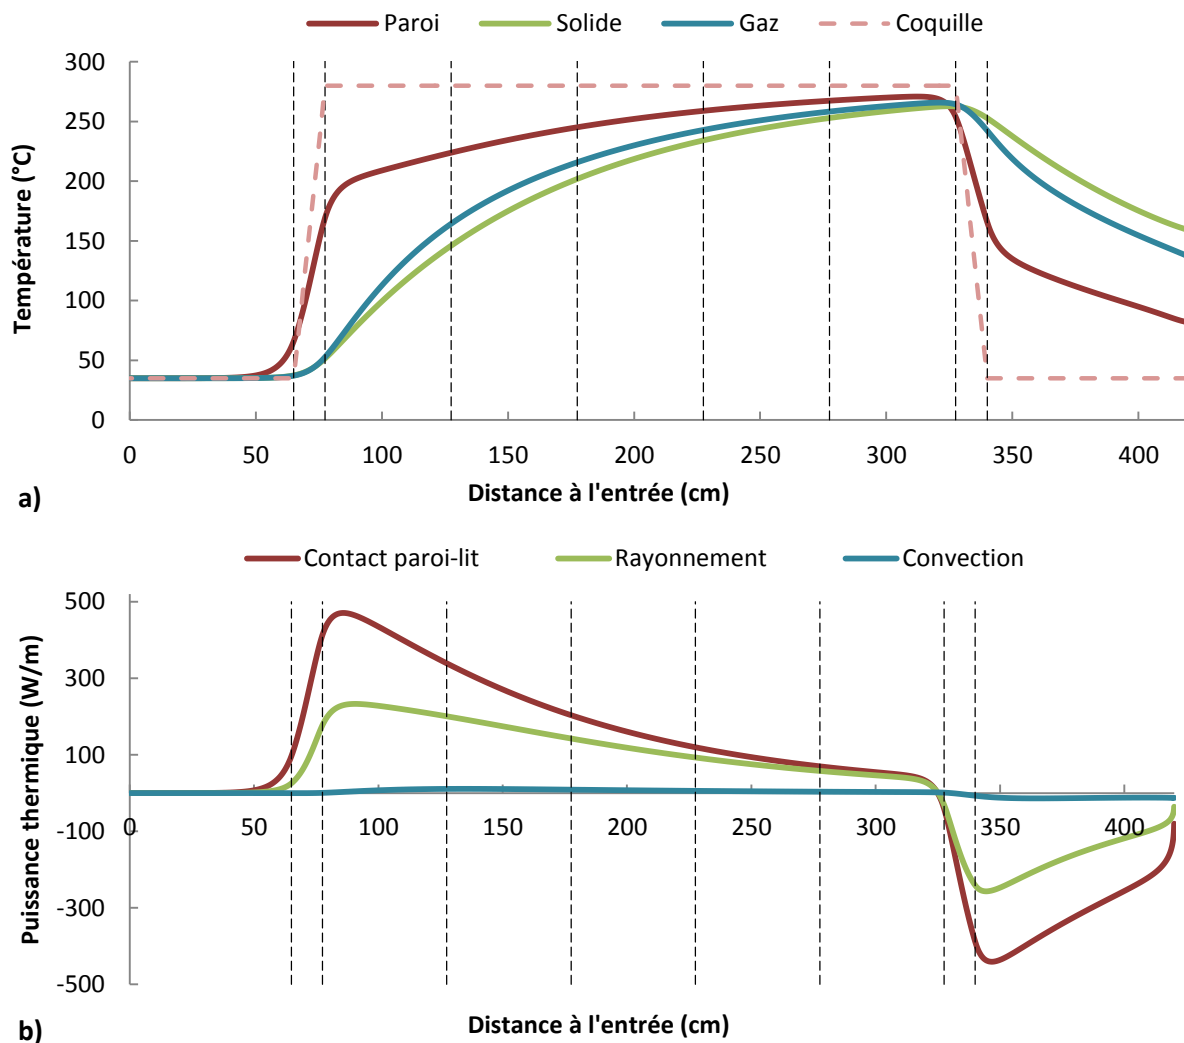 Paroi Solide Gaz Coquille
300
250
200
150
100
50
0
Température (°C)
0 50 100 150 200 250 300 350 400
Distance à l'entrée (cm)
a)
Contact paroi-lit Rayonnement Convection
500
300
100
-100
-300
-500
Puissance thermique (W/m)
0 50 100 150 200 250 300 350 400
Distance à l'entrée (cm)
b)